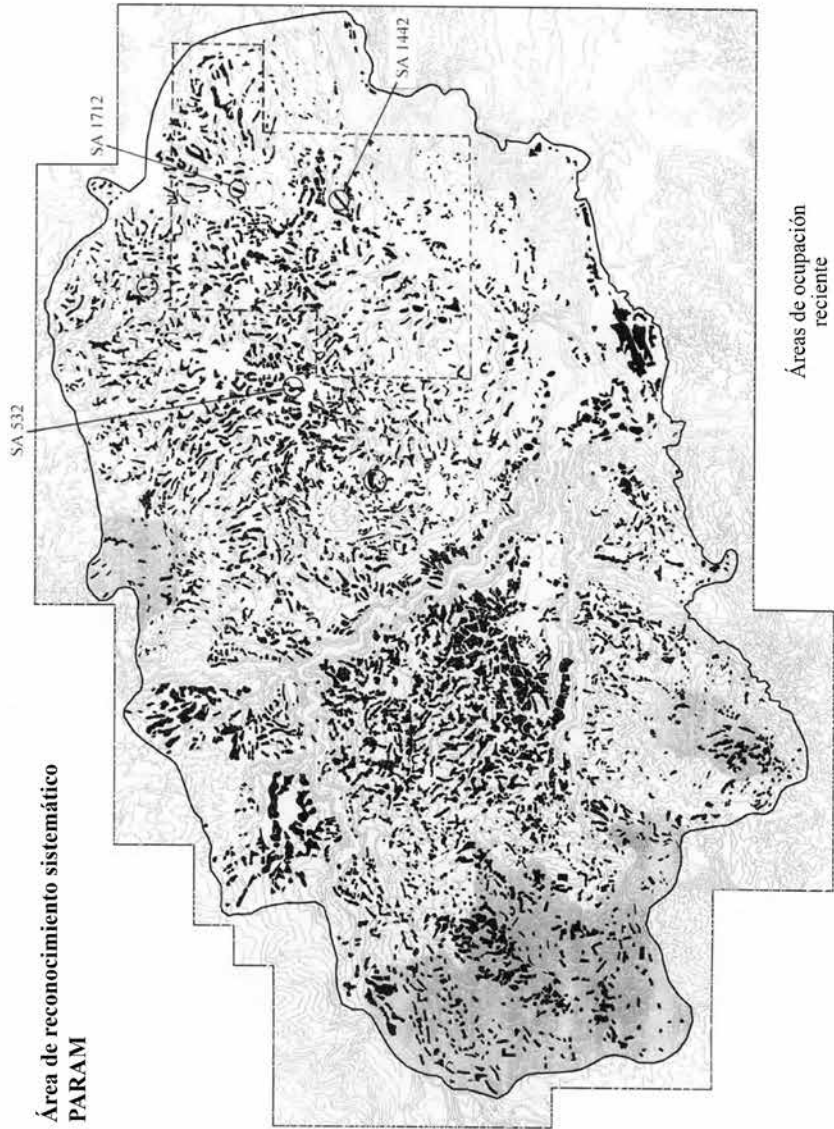 Área de reconocimiento sistemático
PARAM
SA 532
SA 1712
SA 1442
Áreas de ocupación
reciente